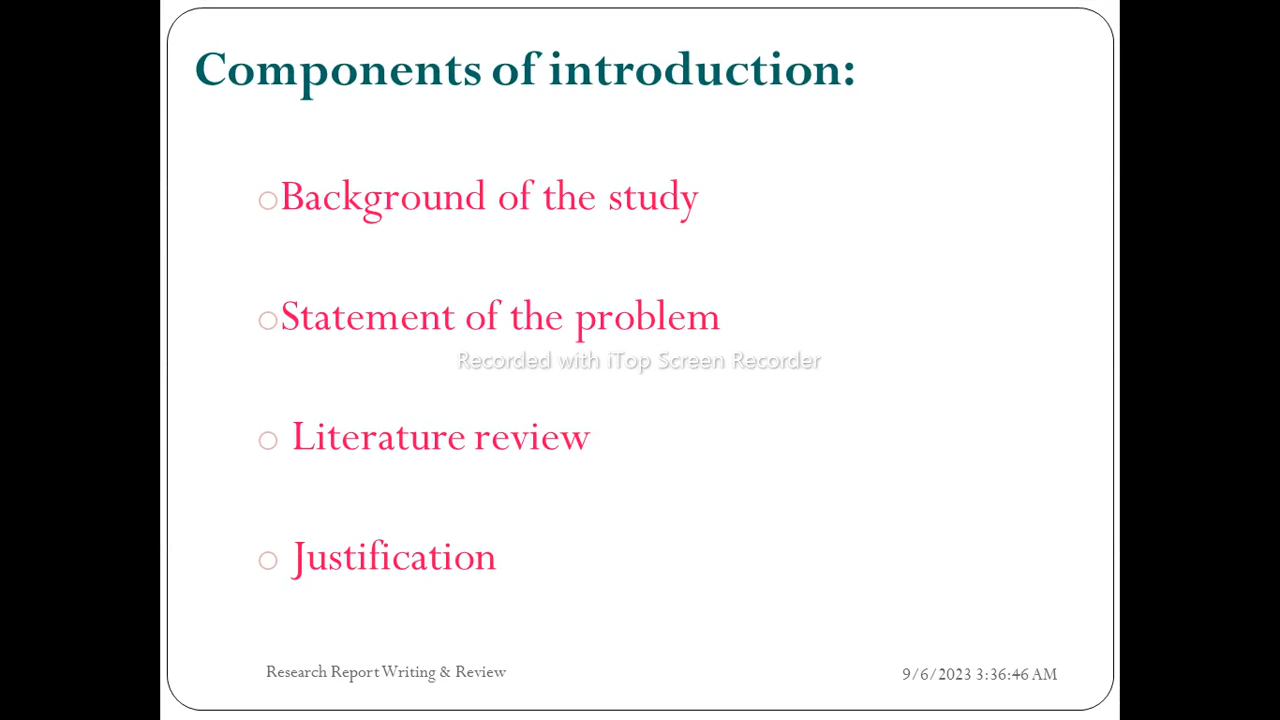 Components of introduction:
Background of the study
Statement of the problem
Recorded with iTop Screen Recorder
Literature review
Justification
Research Report Writing & Review
9/6/2023 3:36:46 AM